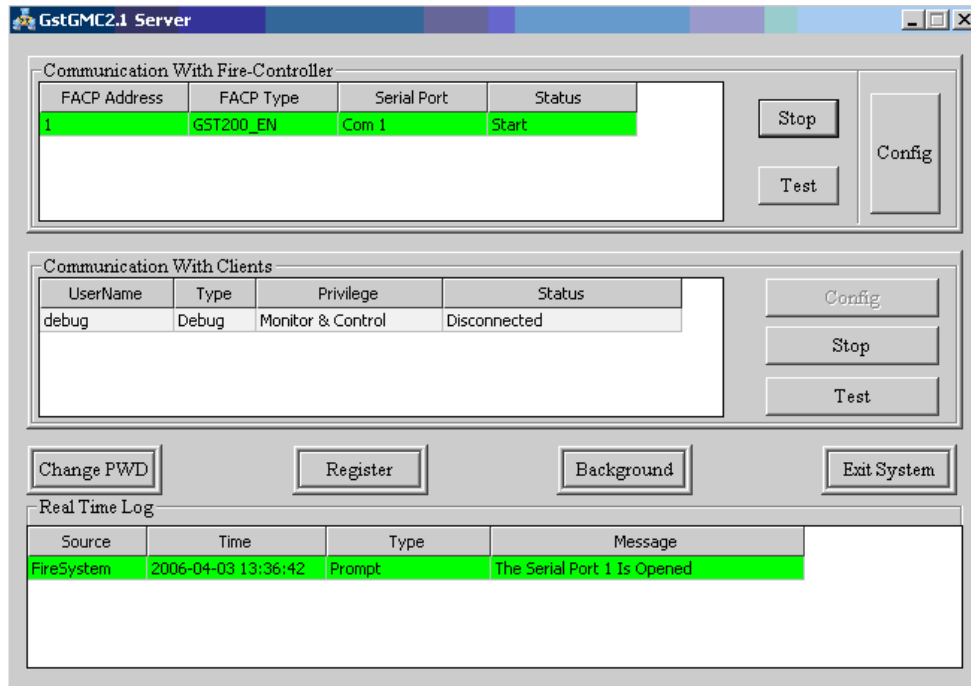 GstGMC2.1 Server
Communication With Fire-Controller
FACP Address FACP Type Serial Port Status
1 GST200_EN Com 1 Start
Stop
Test
Config
Communication With Clients
UserName Type Privilege Status
debug Debug Monitor & Control Disconnected
Config
Stop
Test
Change PWD Register Background Exit System
Real Time Log
Source Time Type Message
FireSystem 2006-04-03 13:36:42 Prompt The Serial Port 1 Is Opened